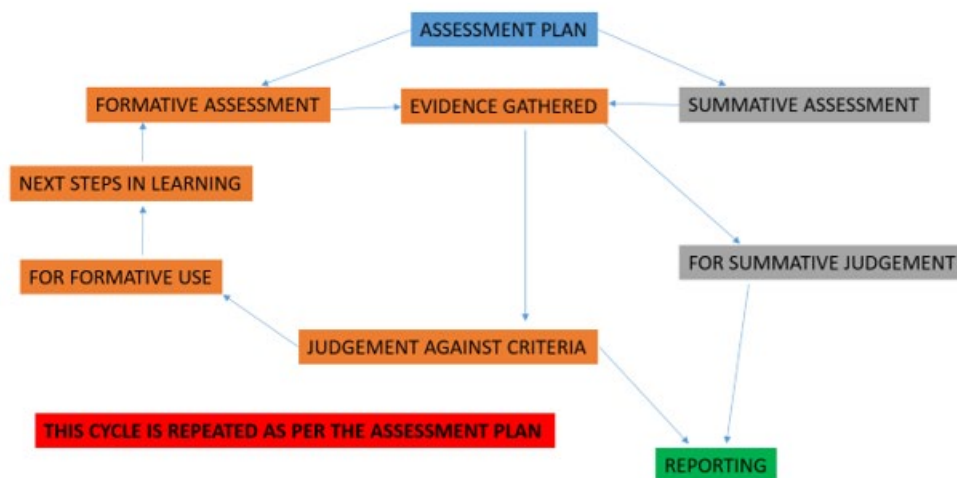 ASSESSMENT PLAN
FORMATIVE ASSESSMENT
EVIDENCE GATHERED
SUMMATIVE ASSESSMENT
NEXT STEPS IN LEARNING
FOR FORMATIVE USE
FOR SUMMATIVE JUDGEMENT
JUDGEMENT AGAINST CRITERIA
THIS CYCLE IS REPEATED AS PER THE ASSESSMENT PLAN
REPORTING